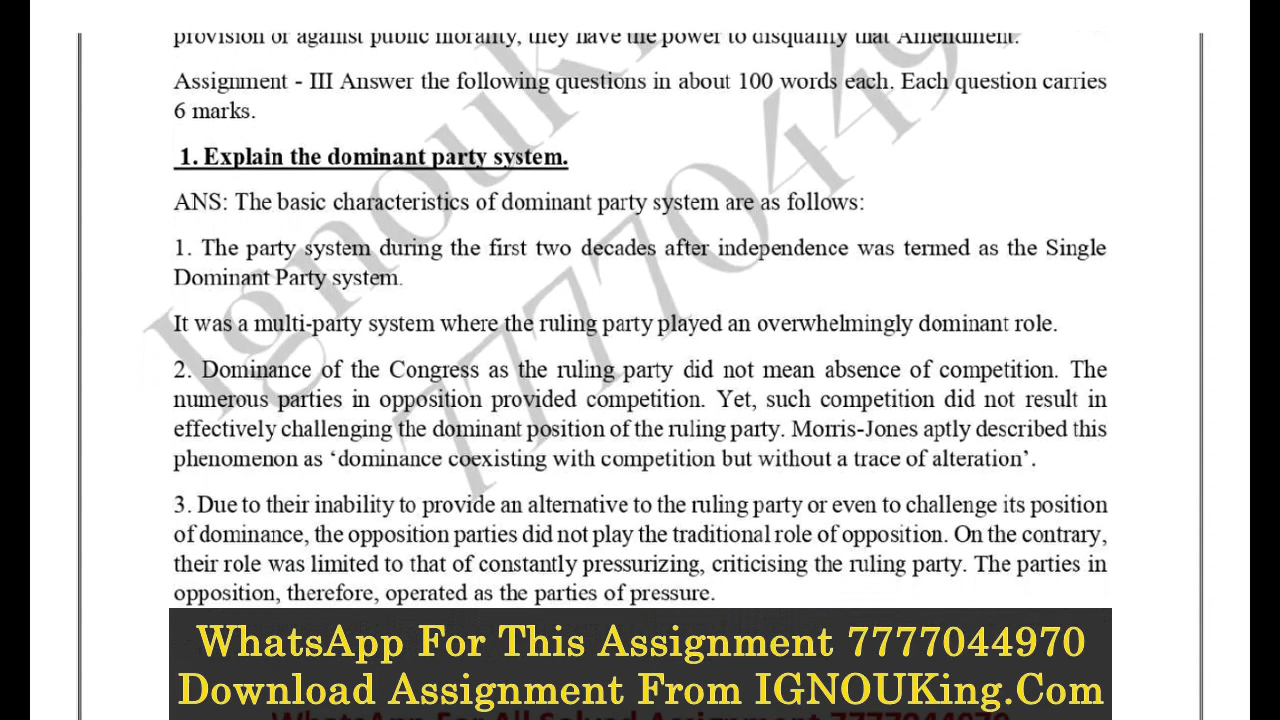 provision or against public morality, they have the power to disqualify that Amendment.
Assignment - III Answer the following questions in about 100 words each. Each question carries
6 marks.
1. Explain the dominant party system.
ANS: The basic characteristics of dominant party system are as follows:
1. The party system during the first two decades after independence was termed as the Single
Dominant Party system.
It was a multi-party system where the ruling party played an overwhelmingly dominant role.
2. Dominance of the Congress as the ruling party did not mean absence of competition. The
numerous parties in opposition provided competition. Yet, such competition did not result in
effectively challenging the dominant position of the ruling party. Morris-Jones aptly described this
phenomenon as ‘dominance coexisting with competition but without a trace of alteration’.
3. Due to their inability to provide an alternative to the ruling party or even to challenge its position
of dominance, the opposition parties did not play the traditional role of opposition. On the contrary,
their role was limited to that of constantly pressurizing, criticising the ruling party. The parties in
opposition, therefore, operated as the parties of pressure.
WhatsApp For This Assignment 7777044970
Download Assignment From IGNOUKing.Com
WhatsApp For All Solved Assignment 7777044970
IgnouK
7770449